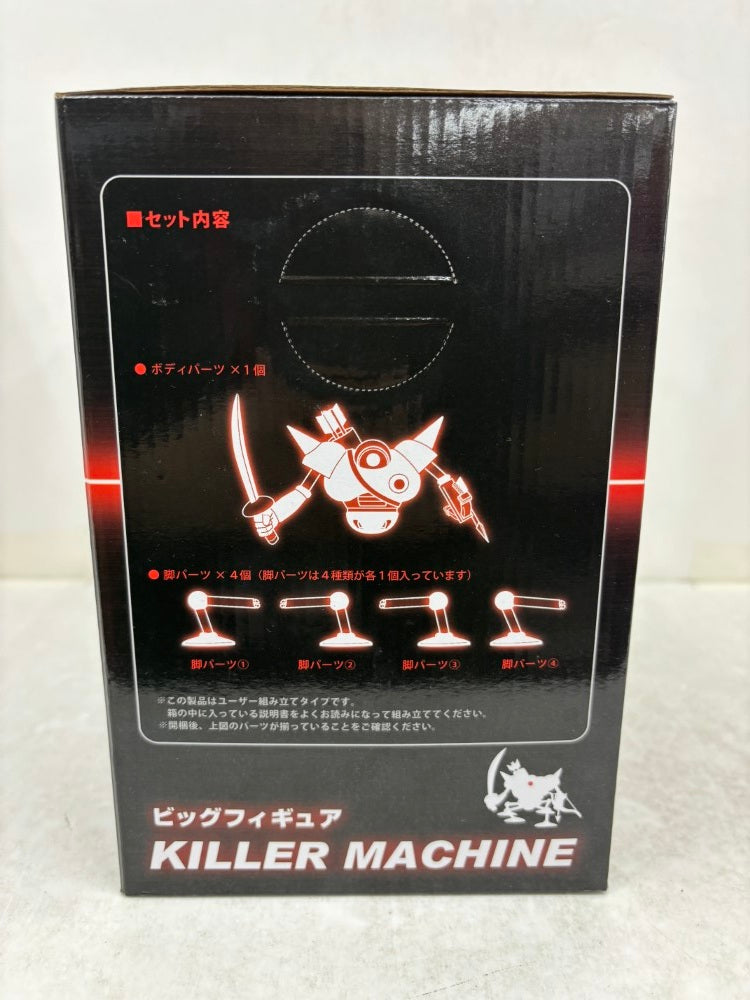 ■セット内容
●ボディパーツ ×1個
●脚パーツ × 4個（脚パーツは4種類が各1個入っています）
脚パーツ① 脚パーツ② 脚パーツ③ 脚パーツ④
※この製品はユーザー組み立てタイプです。
箱の中に入っている説明書をよくお読みになって組み立ててください。
※開梱後、上図のパーツが揃っていることをご確認ください。
ビッグフィギュア
KILLER MACHINE